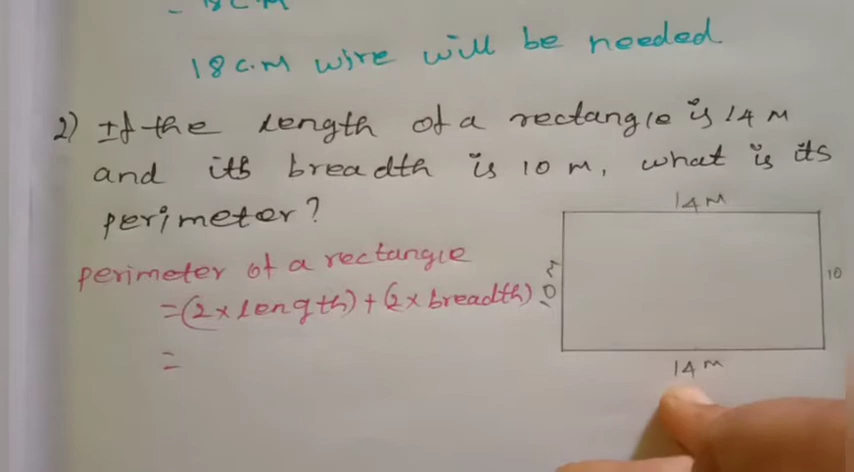 = 18 C.M
18 C.M wire will be needed
2) If the length of a rectangle is 14 M
and its breadth is 10 m, what is its
perimeter?
14 M
perimeter of a rectangle
= (2 x length) + (2 x breadth)
10 m
10
=
14 m